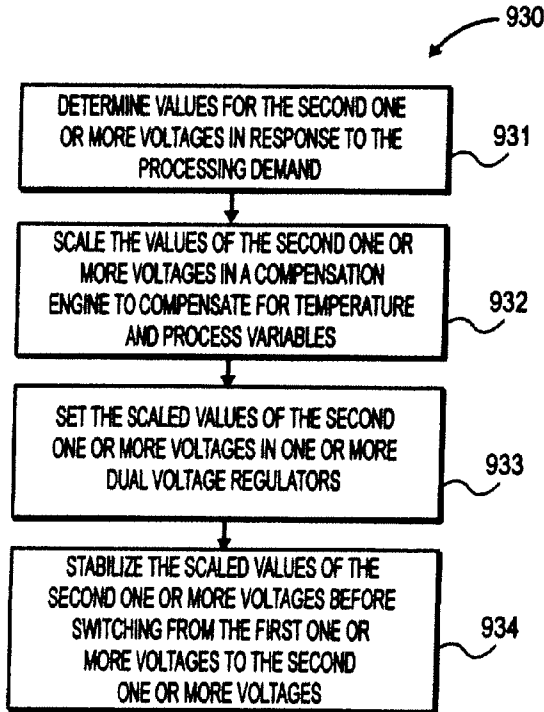 930
DETERMINE VALUES FOR THE SECOND ONE
OR MORE VOLTAGES IN RESPONSE TO THE
PROCESSING DEMAND
931
SCALE THE VALUES OF THE SECOND ONE OR
MORE VOLTAGES IN A COMPENSATION
ENGINE TO COMPENSATE FOR TEMPERATURE
AND PROCESS VARIABLES
932
SET THE SCALED VALUES OF THE SECOND
ONE OR MORE VOLTAGES IN ONE OR MORE
DUAL VOLTAGE REGULATORS
933
STABILIZE THE SCALED VALUES OF THE
SECOND ONE OR MORE VOLTAGES BEFORE
SWITCHING FROM THE FIRST ONE OR
MORE VOLTAGES TO THE SECOND
ONE OR MORE VOLTAGES
934